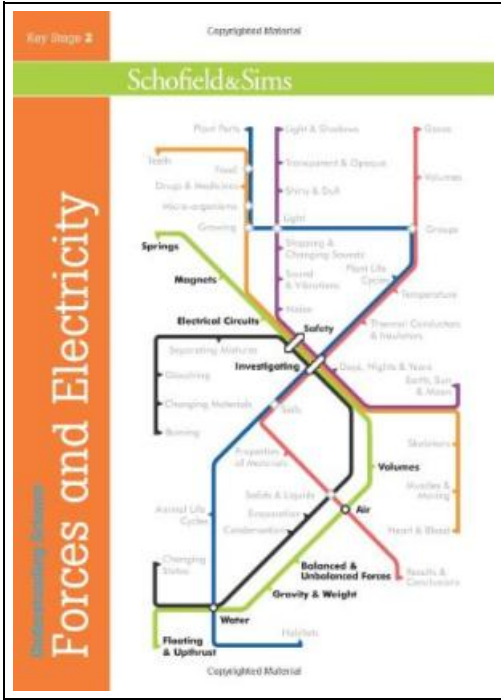 Copyrighted Material
Key Stage 2
Schofield&Sims
Understanding Science
Forces and Electricity
Plant Parts
Light & Shadows
Gases
Teeth
Food
Transparent & Opaque
Volumes
Drugs & Medicines
Shiny & Dull
Micro-organisms
Light
Growing
Groups
Springs
Shaping &
Changing Sounds
Magnets
Sound
& Vibrations
Plant Life
Cycles
Temperature
Noise
Electrical Circuits
Safety
Thermal Conductors
& Insulators
Separating Mixtures
Investigating
Days, Nights & Years
Dissolving
Earth, Sun
& Moon
Changing Materials
Soils
Burning
Skeletons
Properties
of Materials
Volumes
Muscles &
Moving
Solids & Liquids
Animal Life
Cycles
Evaporation
Air
Condensation
Heart & Blood
Changing
States
Balanced &
Unbalanced Forces
Results &
Conclusions
Gravity & Weight
Water
Floating
& Upthrust
Habitats
Copyrighted Material